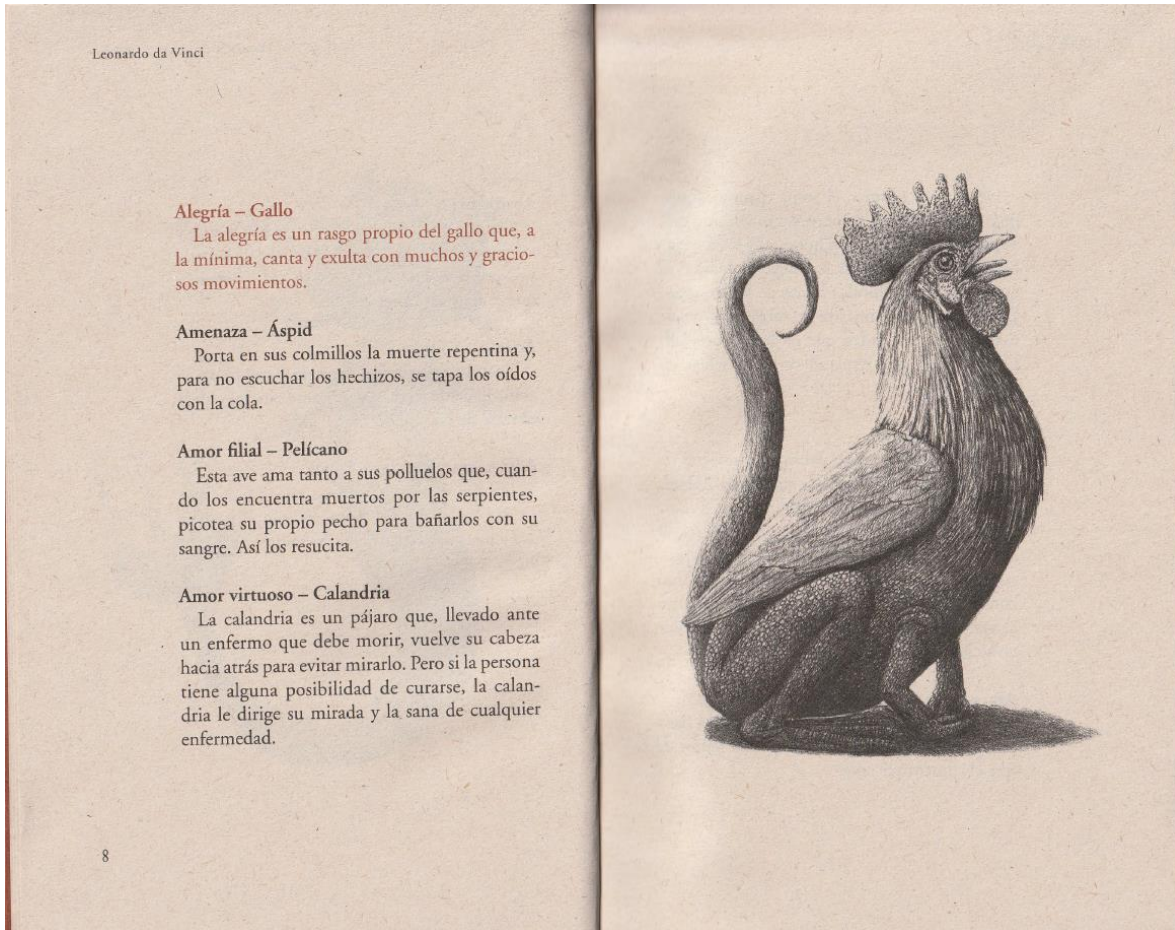 Leonardo da Vinci
Alegría – Gallo
La alegría es un rasgo propio del gallo que, a
la mínima, canta y exulta con muchos y gracio-
sos movimientos.
Amenaza – Áspid
Porta en sus colmillos la muerte repentina y,
para no escuchar los hechizos, se tapa los oídos
con la cola.
Amor filial – Pelícano
Esta ave ama tanto a sus polluelos que, cuan-
do los encuentra muertos por las serpientes,
picotea su propio pecho para bañarlos con su
sangre. Así los resucita.
Amor virtuoso – Calandria
La calandria es un pájaro que, llevado ante
un enfermo que debe morir, vuelve su cabeza
hacia atrás para evitar mirarlo. Pero si la persona
tiene alguna posibilidad de curarse, la calan-
dria le dirige su mirada y la sana de cualquier
enfermedad.
8